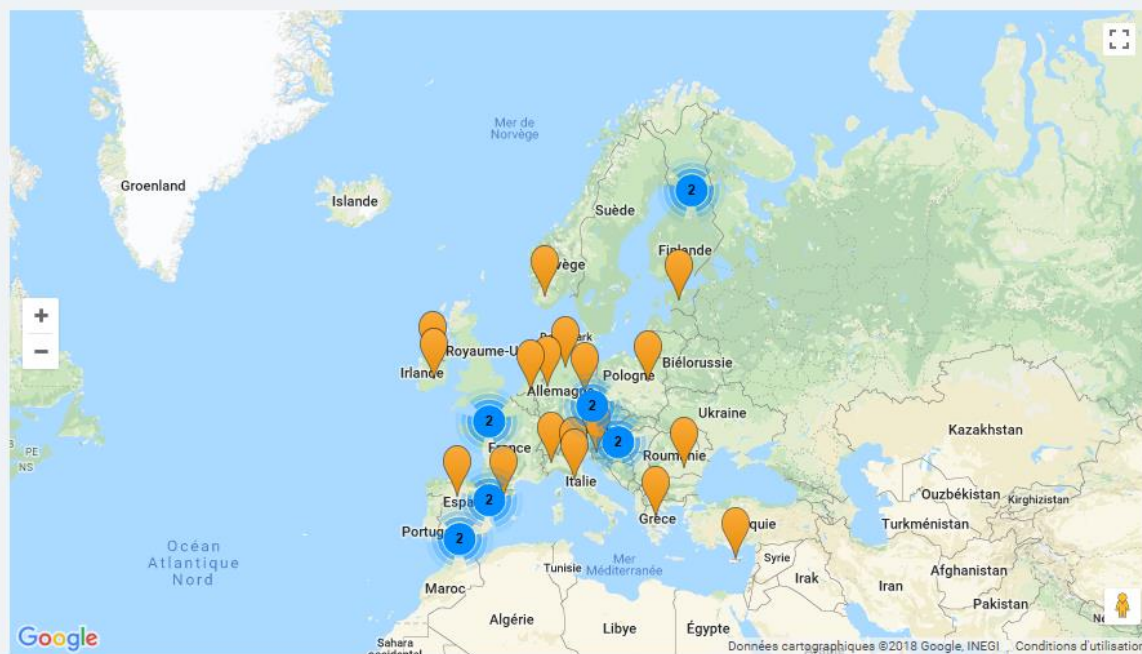 Groenland
Islande
Mer de
Norvège
Suède
Finlande
vège
Royaume-U
Irlande
k
Biélorussie
Pologne
Allemagne
2
2
2
2
2
2
Ukraine
Kazakhstan
France
Roumanie
Italie
Espa
Portug
Grèce
quie
Ouzbékistan
Kirghizistan
Turkménistan
Océan
Atlantique
Nord
Mer
Méditerranée
Tunisie
Syrie
Maroc
Irak
Iran
Afghanistan
Pakistan
Algérie
Libye
Égypte
Sahara
PE
NS
+
−
Google
Données cartographiques ©2018 Google, INEGI
Conditions d'utilisation